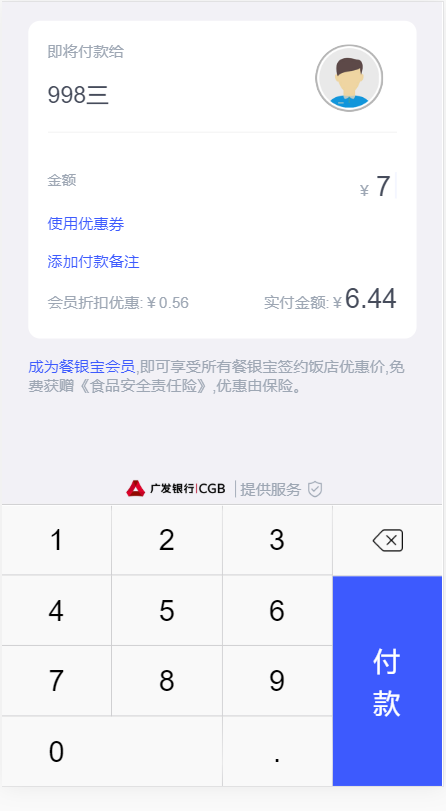 即将付款给
998三
金额
¥ 7
使用优惠券
添加付款备注
会员折扣优惠:¥0.56 实付金额:¥6.44
成为餐银宝会员,即可享受所有餐银宝签约饭店优惠价,免
费获赠《食品安全责任险》,优惠由保险。
广发银行|CGB 提供服务
1 2 3
4 5 6
7 8 9
付
款
0 .